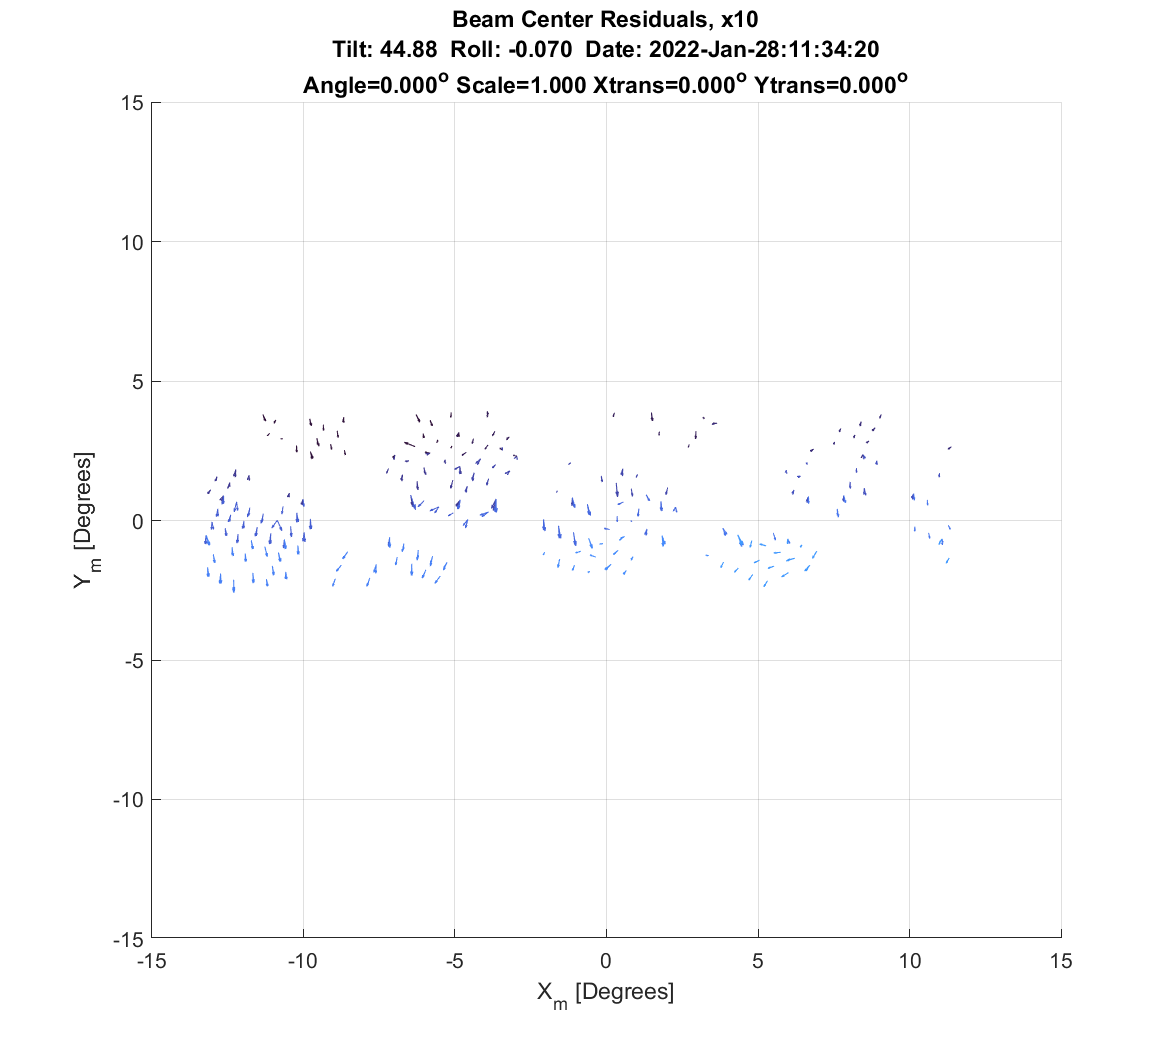 Beam Center Residuals, x10
Tilt: 44.88  Roll: -0.070  Date: 2022-Jan-28:11:34:20
Angle=0.000° Scale=1.000 Xtrans=0.000° Ytrans=0.000°
15
10
5
0
-5
-10
-15
Y_m [Degrees]
-15 -10 -5 0 5 10 15
X_m [Degrees]